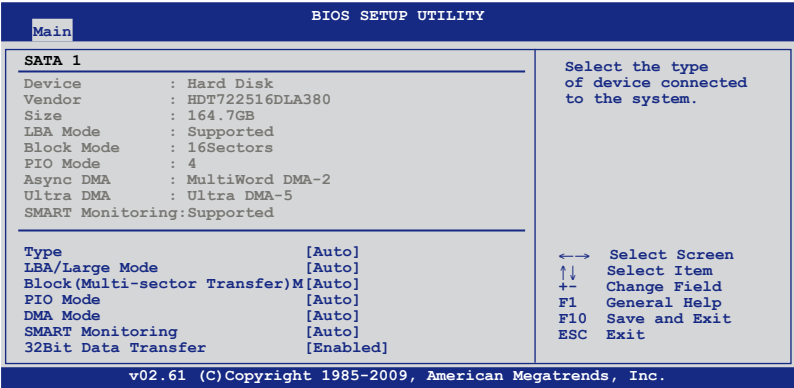 BIOS SETUP UTILITY
Main
SATA 1
Device : Hard Disk
Vendor : HDT722516DLA380
Size : 164.7GB
LBA Mode : Supported
Block Mode : 16Sectors
PIO Mode : 4
Async DMA : MultiWord DMA-2
Ultra DMA : Ultra DMA-5
SMART Monitoring:Supported
Type [Auto]
LBA/Large Mode [Auto]
Block(Multi-sector Transfer)M[Auto]
PIO Mode [Auto]
DMA Mode [Auto]
SMART Monitoring [Auto]
32Bit Data Transfer [Enabled]
Select the type
of device connected
to the system.
←→ Select Screen
↑↓ Select Item
+- Change Field
F1 General Help
F10 Save and Exit
ESC Exit
v02.61 (C)Copyright 1985-2009, American Megatrends, Inc.